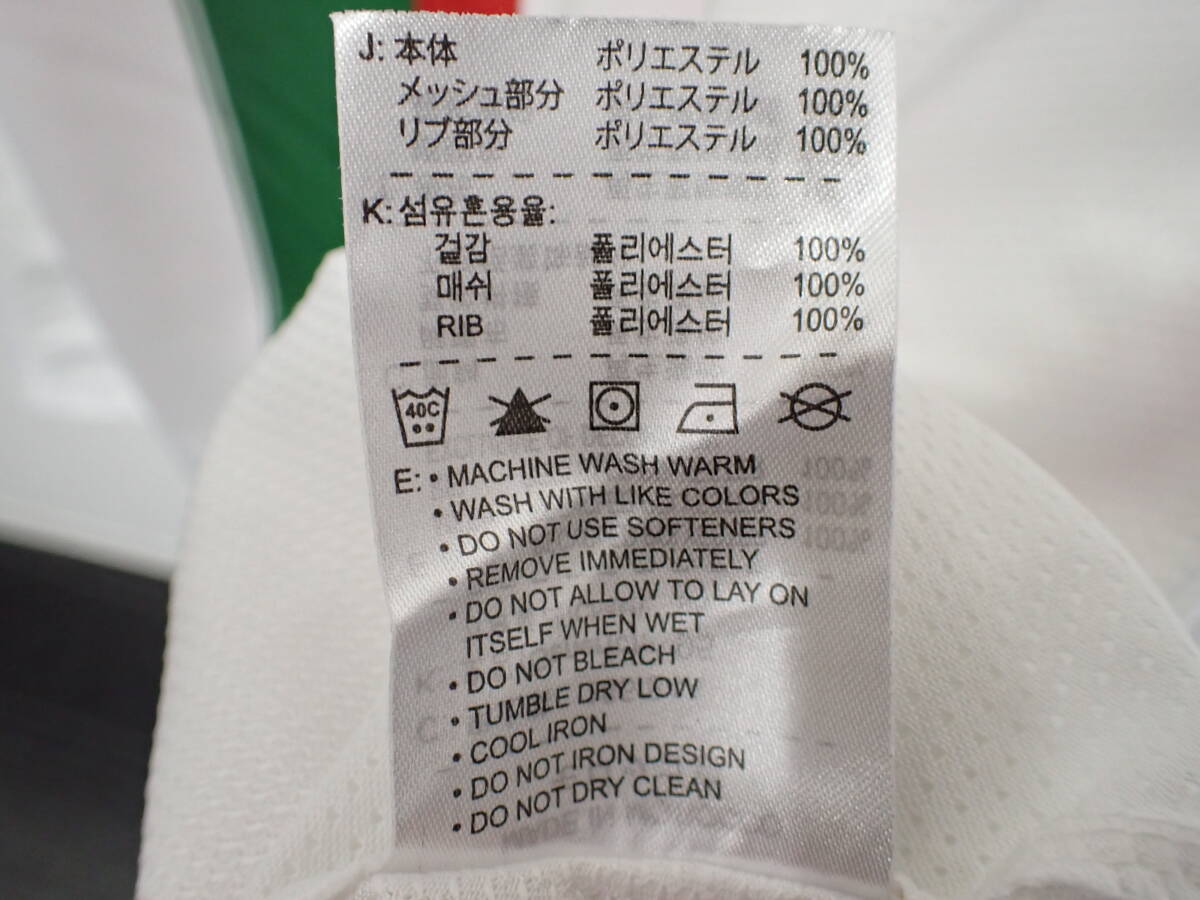 J: 本体 ポリエステル 100%
メッシュ部分 ポリエステル 100%
リブ部分 ポリエステル 100%
K: 섬유혼용율:
겉감 폴리에스터 100%
매쉬 폴리에스터 100%
RIB 폴리에스터 100%
40C
E: • MACHINE WASH WARM
• WASH WITH LIKE COLORS
• DO NOT USE SOFTENERS
• REMOVE IMMEDIATELY
• DO NOT ALLOW TO LAY ON
ITSELF WHEN WET
• DO NOT BLEACH
• TUMBLE DRY LOW
• COOL IRON
• DO NOT IRON DESIGN
• DO NOT DRY CLEAN